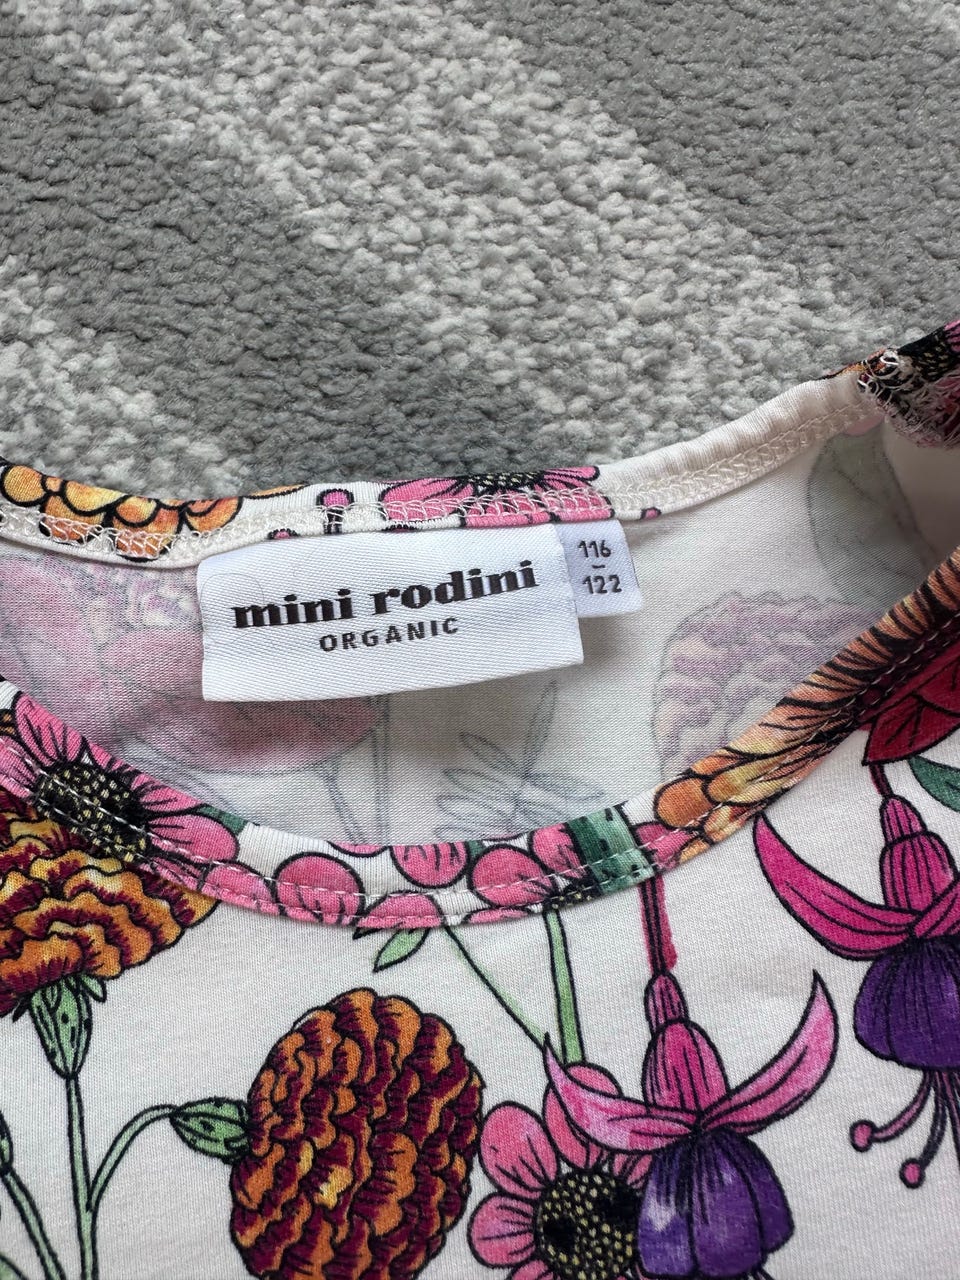 mini rodini
ORGANIC
116
–
122